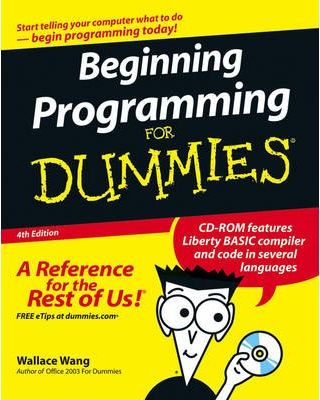 Start telling your computer what to do
— begin programming today!
Beginning
Programming
FOR
DUMMIES®
4th Edition
CD-ROM features
Liberty BASIC compiler
and code in several
languages
A Reference
for the
Rest of Us!®
FREE eTips at dummies.com®
Wallace Wang
Author of Office 2003 For Dummies